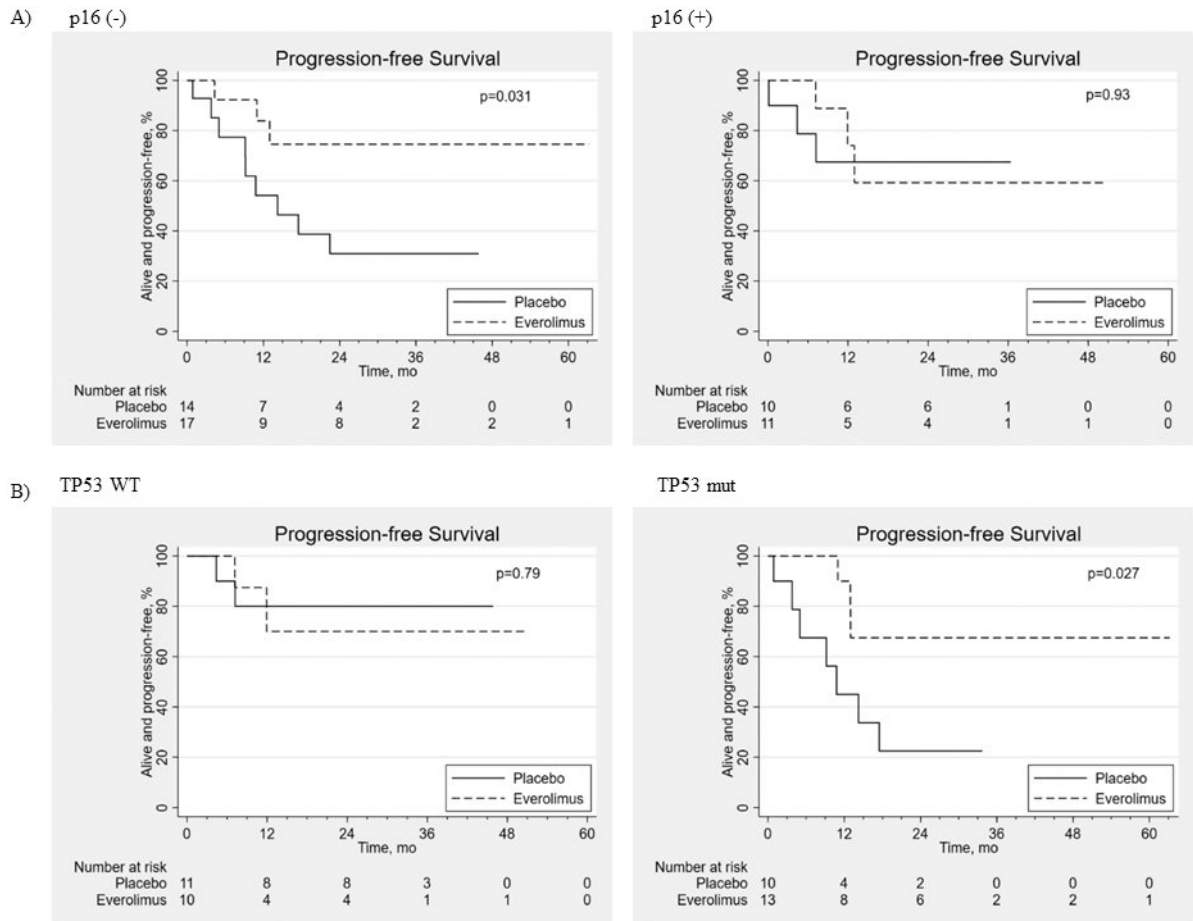 A) p16 (-) p16 (+)
Progression-free Survival
p=0.031
Alive and progression-free, %
100
80
60
40
20
0
Placebo
Everolimus
0 12 24 36 48 60
Time, mo
Number at risk
Placebo 14 7 4 2 0 0
Everolimus 17 9 8 2 2 1
Progression-free Survival
p=0.93
Alive and progression-free, %
100
80
60
40
20
0
Placebo
Everolimus
0 12 24 36 48 60
Time, mo
Number at risk
Placebo 10 6 6 1 0 0
Everolimus 11 5 4 1 1 0
B) TP53 WT TP53 mut
Progression-free Survival
p=0.79
Alive and progression-free, %
100
80
60
40
20
0
Placebo
Everolimus
0 12 24 36 48 60
Time, mo
Number at risk
Placebo 11 8 8 3 0 0
Everolimus 10 4 4 1 1 0
Progression-free Survival
p=0.027
Alive and progression-free, %
100
80
60
40
20
0
Placebo
Everolimus
0 12 24 36 48 60
Time, mo
Number at risk
Placebo 10 4 2 0 0 0
Everolimus 13 8 6 2 2 1